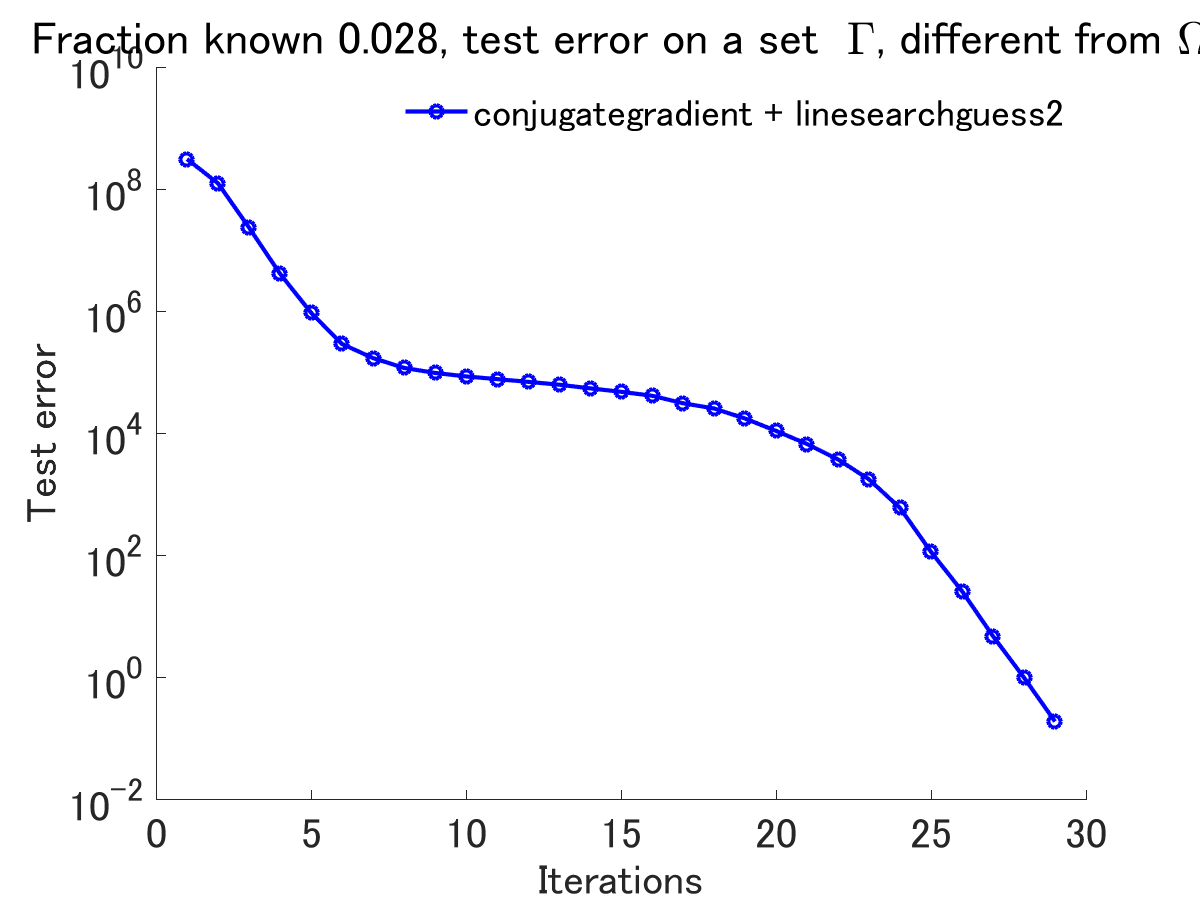 Fraction known 0.028, test error on a set Γ, different from Ω
10^10
conjugategradient + linesearchguess2
10^8
10^6
10^4
10^2
10^0
10^-2
Test error
0 5 10 15 20 25 30
Iterations